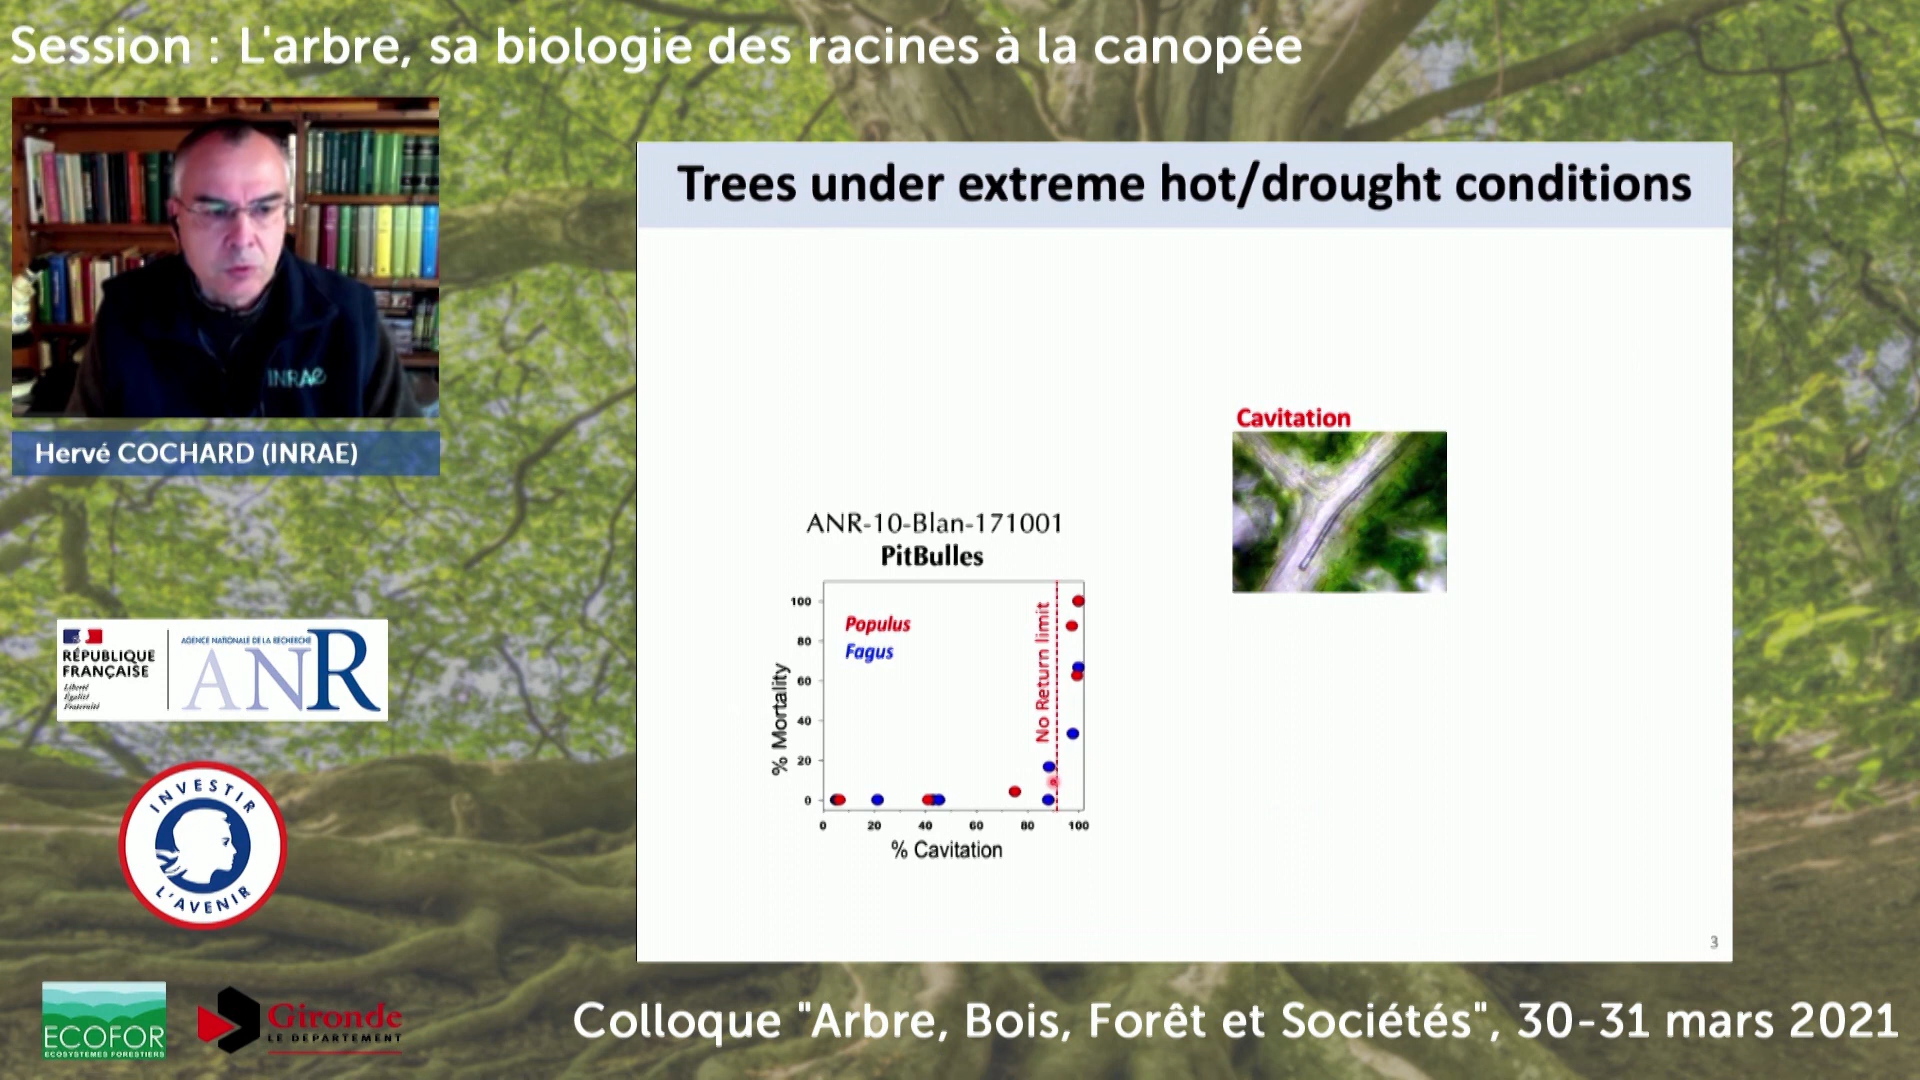 Session : L'arbre, sa biologie des racines à la canopée
INRAE
Hervé COCHARD (INRAE)
Trees under extreme hot/drought conditions
Cavitation
ANR-10-Blan-171001
PitBulles
Populus
Fagus
No Return limit
% Mortality
100
80
60
40
20
0
0 20 40 60 80 100
% Cavitation
3
RÉPUBLIQUE
FRANÇAISE
Liberté
Égalité
Fraternité
AGENCE NATIONALE DE LA RECHERCHE
ANR
INVESTIR
L'AVENIR
ECOFOR
ECOSYSTEMES FORESTIERS
Gironde
LE DÉPARTEMENT
Colloque "Arbre, Bois, Forêt et Sociétés", 30-31 mars 2021